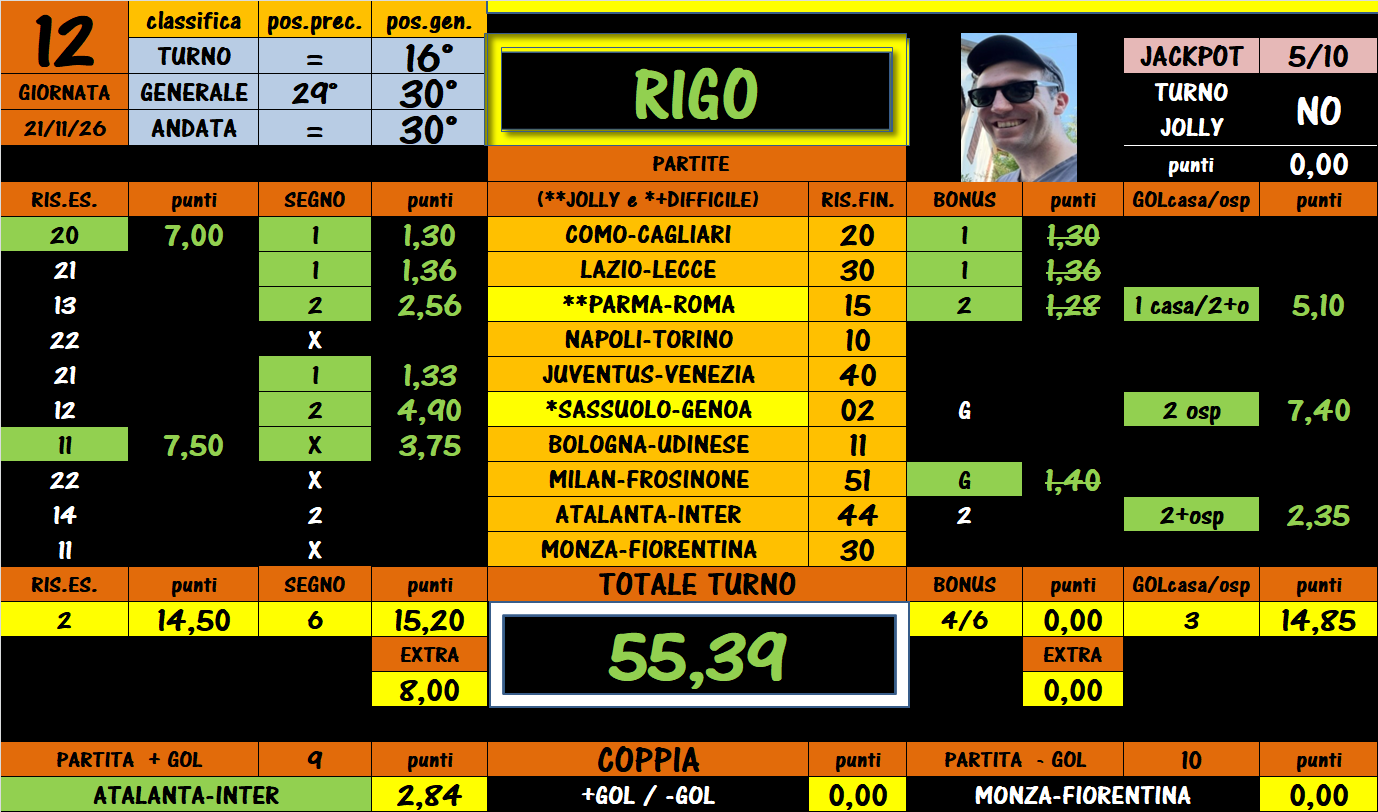 12 classifica pos.prec. pos.gen.
TURNO = 16° JACKPOT 5/10
RIGO
GIORNATA GENERALE 29° 30° TURNO JOLLY NO
21/11/26 ANDATA = 30°
PARTITE punti 0,00
RIS.ES. punti SEGNO punti (**JOLLY e *+DIFFICILE) RIS.FIN. BONUS punti GOLcasa/osp punti
20 7,00 1 1,30 COMO-CAGLIARI 20 1 1,30
21 1 1,36 LAZIO-LECCE 30 1 1,36
13 2 2,56 **PARMA-ROMA 15 2 1,28 1 casa/2+o 5,10
22 X NAPOLI-TORINO 10
21 1 1,33 JUVENTUS-VENEZIA 40
12 2 4,90 *SASSUOLO-GENOA 02 G 2 osp 7,40
11 7,50 X 3,75 BOLOGNA-UDINESE 11
22 X MILAN-FROSINONE 51 G 1,40
14 2 ATALANTA-INTER 44 2 2+osp 2,35
11 X MONZA-FIORENTINA 30
RIS.ES. punti SEGNO punti TOTALE TURNO BONUS punti GOLcasa/osp punti
2 14,50 6 15,20 4/6 0,00 3 14,85
EXTRA 55,39 EXTRA
8,00 0,00
PARTITA + GOL 9 punti COPPIA punti PARTITA - GOL 10 punti
ATALANTA-INTER 2,84 +GOL / -GOL 0,00 MONZA-FIORENTINA 0,00